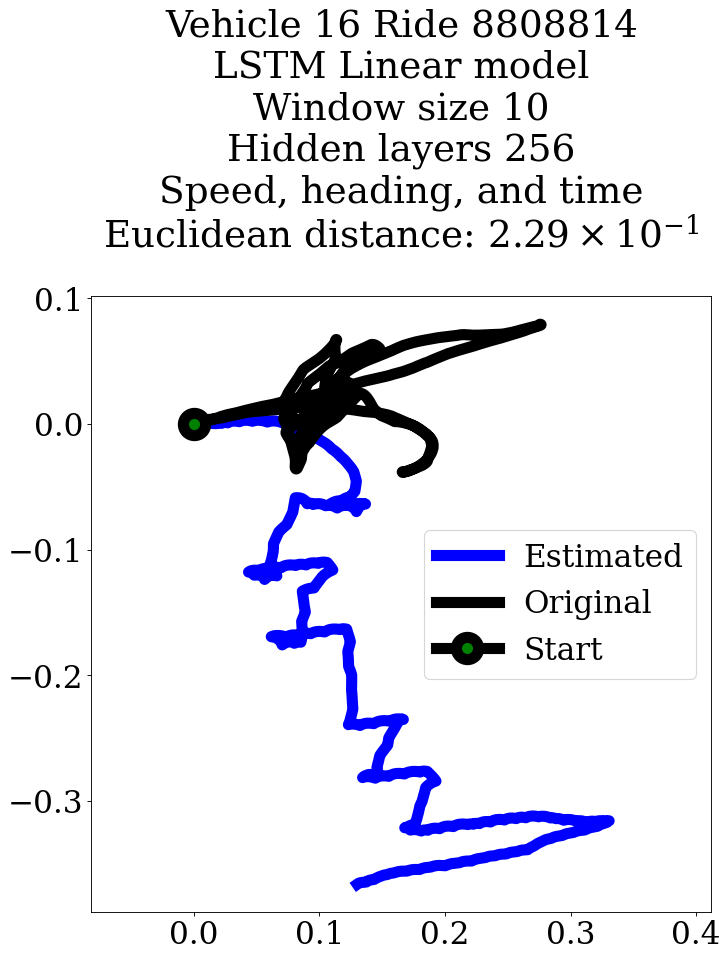 Vehicle 16 Ride 8808814
LSTM Linear model
Window size 10
Hidden layers 256
Speed, heading, and time
Euclidean distance: 2.29 × 10⁻¹
0.1
0.0
−0.1
−0.2
−0.3
Estimated
Original
Start
0.0 0.1 0.2 0.3 0.4